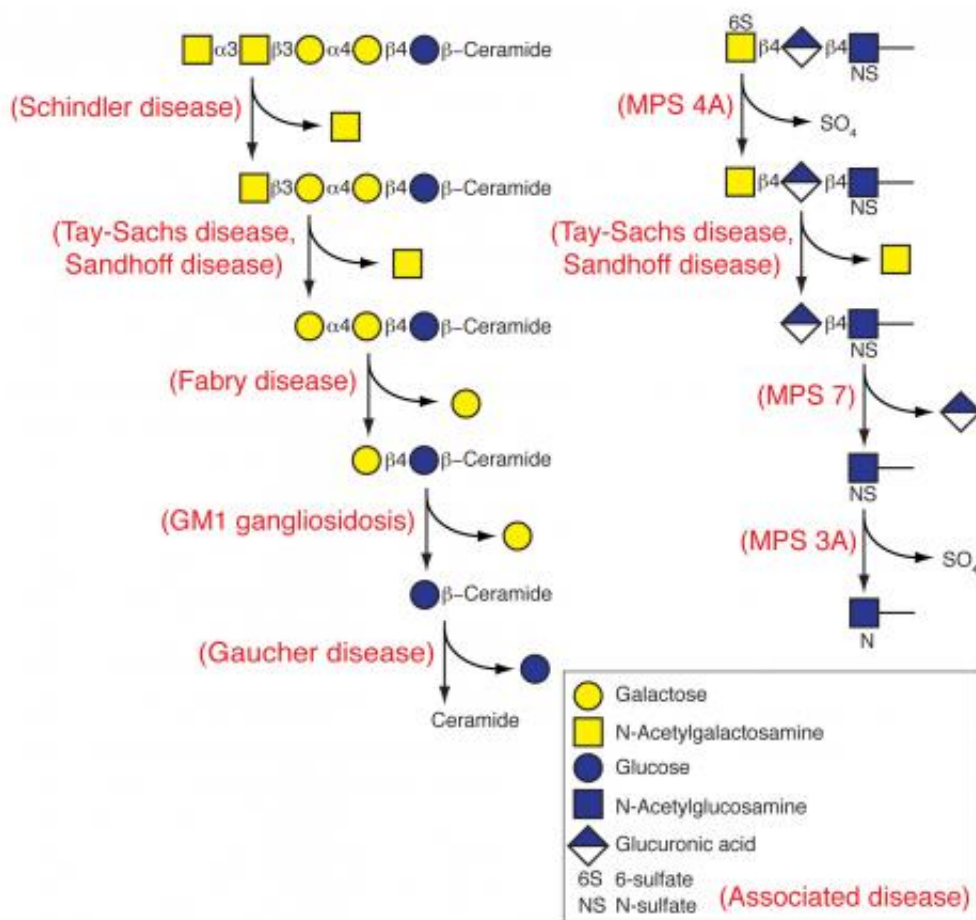 α3 β3 α4 β4 β-Ceramide
(Schindler disease)
β3 α4 β4 β-Ceramide
(Tay-Sachs disease,
Sandhoff disease)
α4 β4 β-Ceramide
(Fabry disease)
β4 β-Ceramide
(GM1 gangliosidosis)
β-Ceramide
(Gaucher disease)
Ceramide
6S
β4 β4
NS
(MPS 4A)
SO₄
β4 β4
NS
(Tay-Sachs disease,
Sandhoff disease)
β4
NS
(MPS 7)
NS
(MPS 3A)
SO₄
N
Galactose
N-Acetylgalactosamine
Glucose
N-Acetylglucosamine
Glucuronic acid
6S 6-sulfate
NS N-sulfate
(Associated disease)